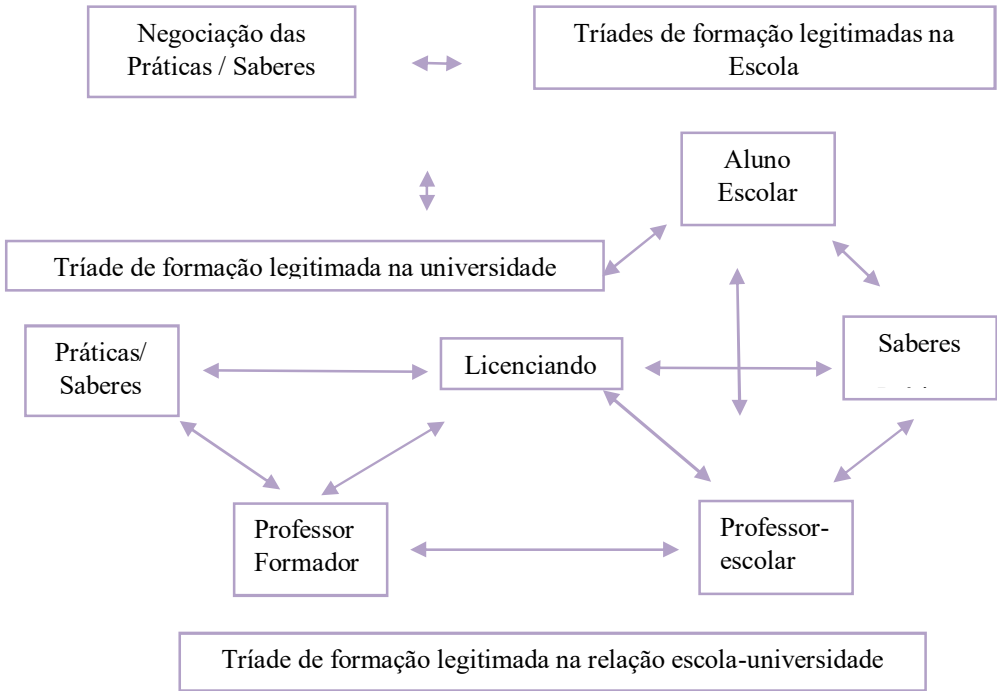 Negociação das
Práticas / Saberes
Tríades de formação legitimadas na
Escola
Aluno
Escolar
Tríade de formação legitimada na universidade
Práticas/
Saberes
Licenciando
Saberes
Professor
Formador
Professor-
escolar
Tríade de formação legitimada na relação escola-universidade